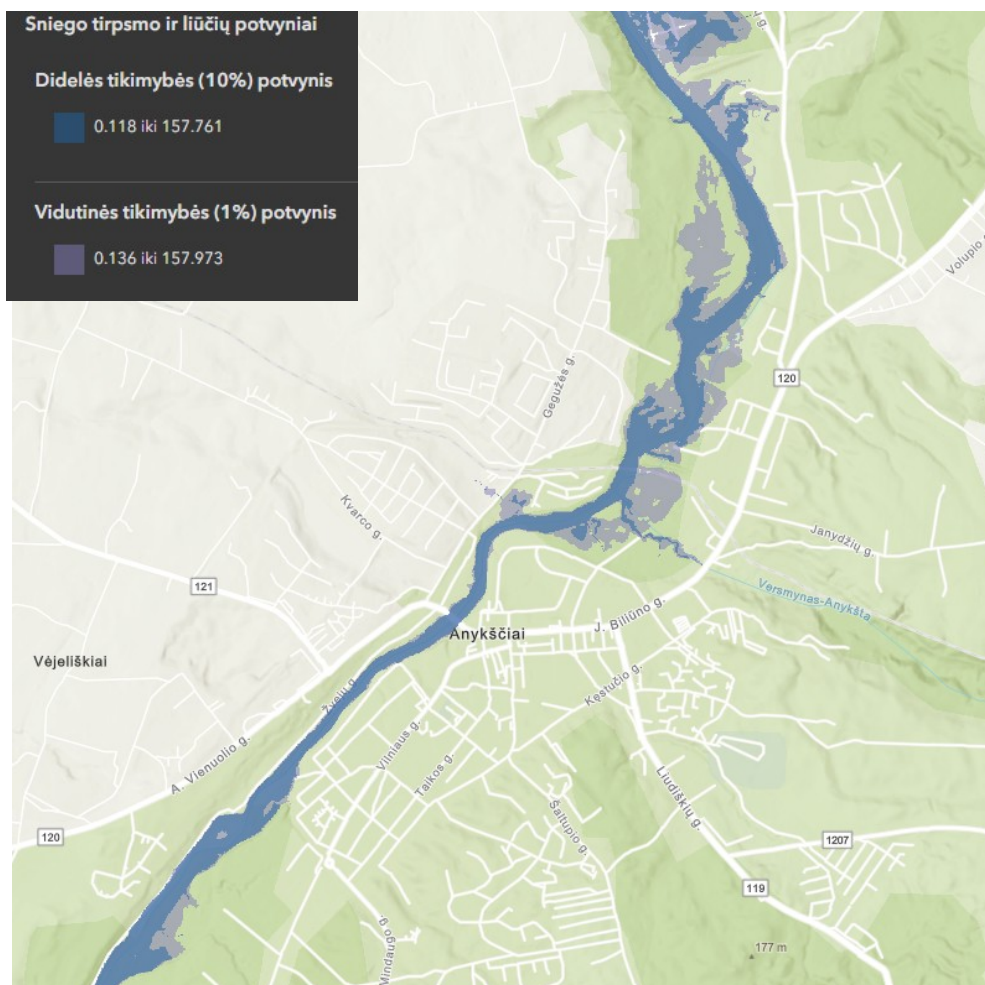 Sniego tirpsmo ir liūčių potvyniai
Didelės tikimybės (10%) potvynis
0.118 iki 157.761
Vidutinės tikimybės (1%) potvynis
0.136 iki 157.973
g.
Volupio g.
Gegužės g.
120
Kvarco g.
Janydžių g.
121
Versmynas-Anykšta
J. Biliūno g.
Anykščiai
Vėjeliškiai
Žvejų g.
Kęstučio g.
Vilniaus g.
A. Vienuolio g.
Taikos g.
Liudiškių g.
Šaltupio g.
120
1207
119
Mindaugo g.
177 m